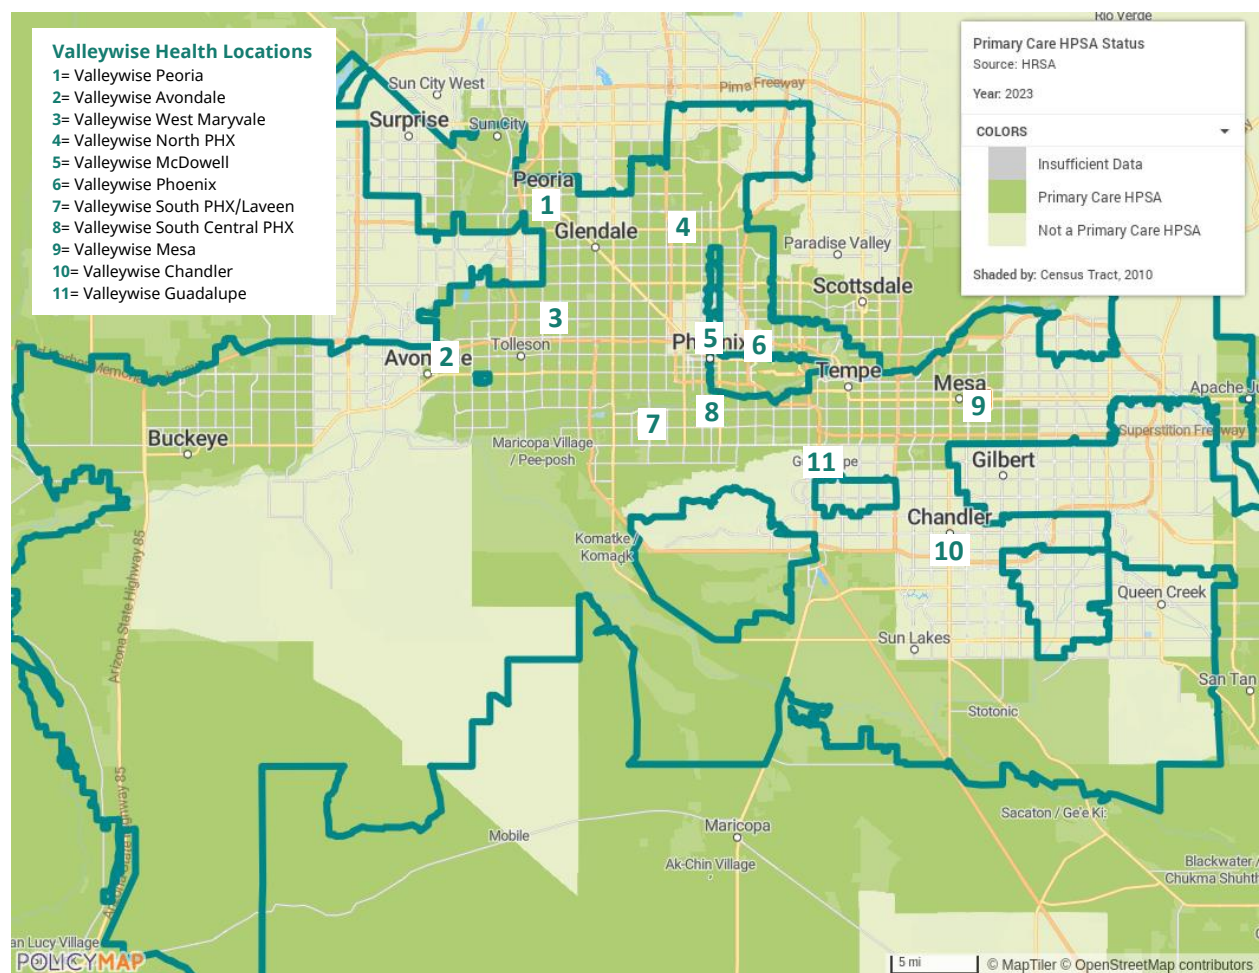 Valleywise Health Locations
1= Valleywise Peoria
2= Valleywise Avondale
3= Valleywise West Maryvale
4= Valleywise North PHX
5= Valleywise McDowell
6= Valleywise Phoenix
7= Valleywise South PHX/Laveen
8= Valleywise South Central PHX
9= Valleywise Mesa
10= Valleywise Chandler
11= Valleywise Guadalupe
Rio Verde
Primary Care HPSA Status
Source: HRSA
Year: 2023
COLORS
Insufficient Data
Primary Care HPSA
Not a Primary Care HPSA
Shaded by: Census Tract, 2010
Sun City West
Pima Freeway
Surprise
Sun City
Peoria
1
Glendale
4
Paradise Valley
Scottsdale
3
Tolleson
5
6
2
Tempe
Mesa
9
Apache Ju
7
8
Buckeye
Maricopa Village
/ Pee-posh
Superstition Freeway
11
Gilbert
Chandler
10
Komatke /
Arizona State Highway 85
Queen Creek
Sun Lakes
San Tan
Stotonic
Arizona State Highway 85
Mobile
Maricopa
Sacaton / Ge'e Ki:
Ak-Chin Village
Blackwater /
Chukma Shuhth
an Lucy Village
POLICYMAP
5 mi
© MapTiler © OpenStreetMap contributors